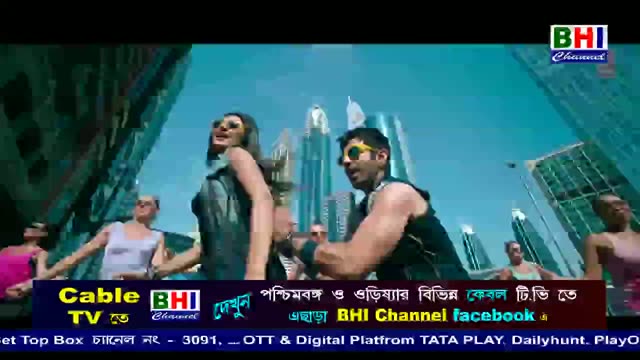 BHI
Channel
Cable TV তে BHI Channel দেখুন পশ্চিমবঙ্গ ও ওড়িষ্যার বিভিন্ন কেবল টি.ভি তে
এছাড়া BHI Channel facebook এ
Set Top Box চ্যানেল নং - 3091, ... OTT & Digital Platfrom TATA PLAY, Dailyhunt. PlayO